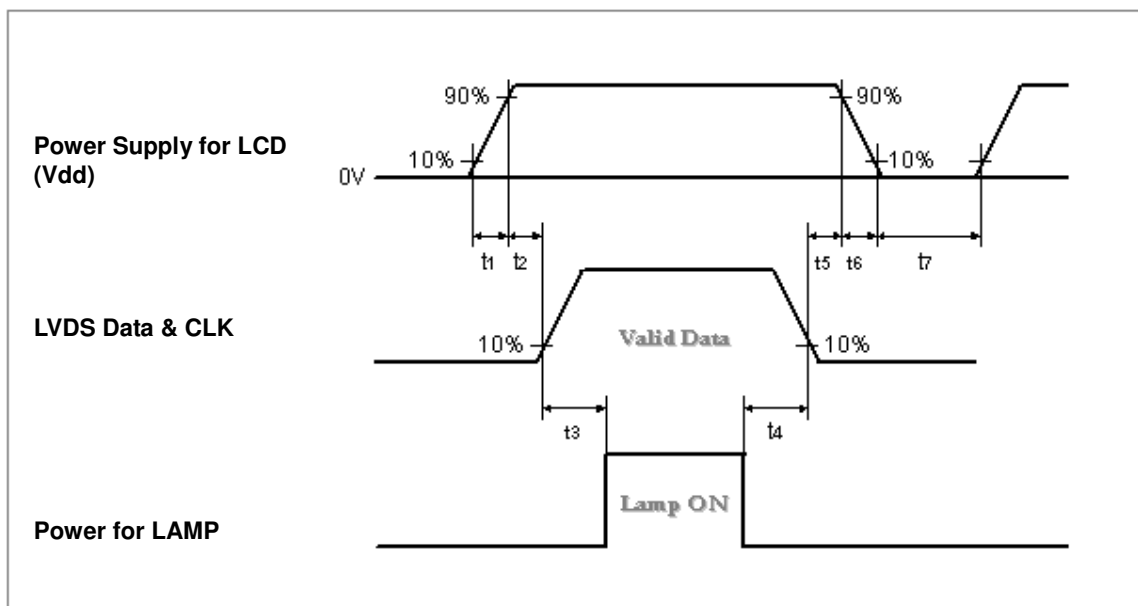 90%
90%
Power Supply for LCD
(Vdd)
10%
10%
0V
t1
t2
t5
t6
t7
LVDS Data & CLK
10%
Valid Data
10%
t3
t4
Lamp ON
Power for LAMP